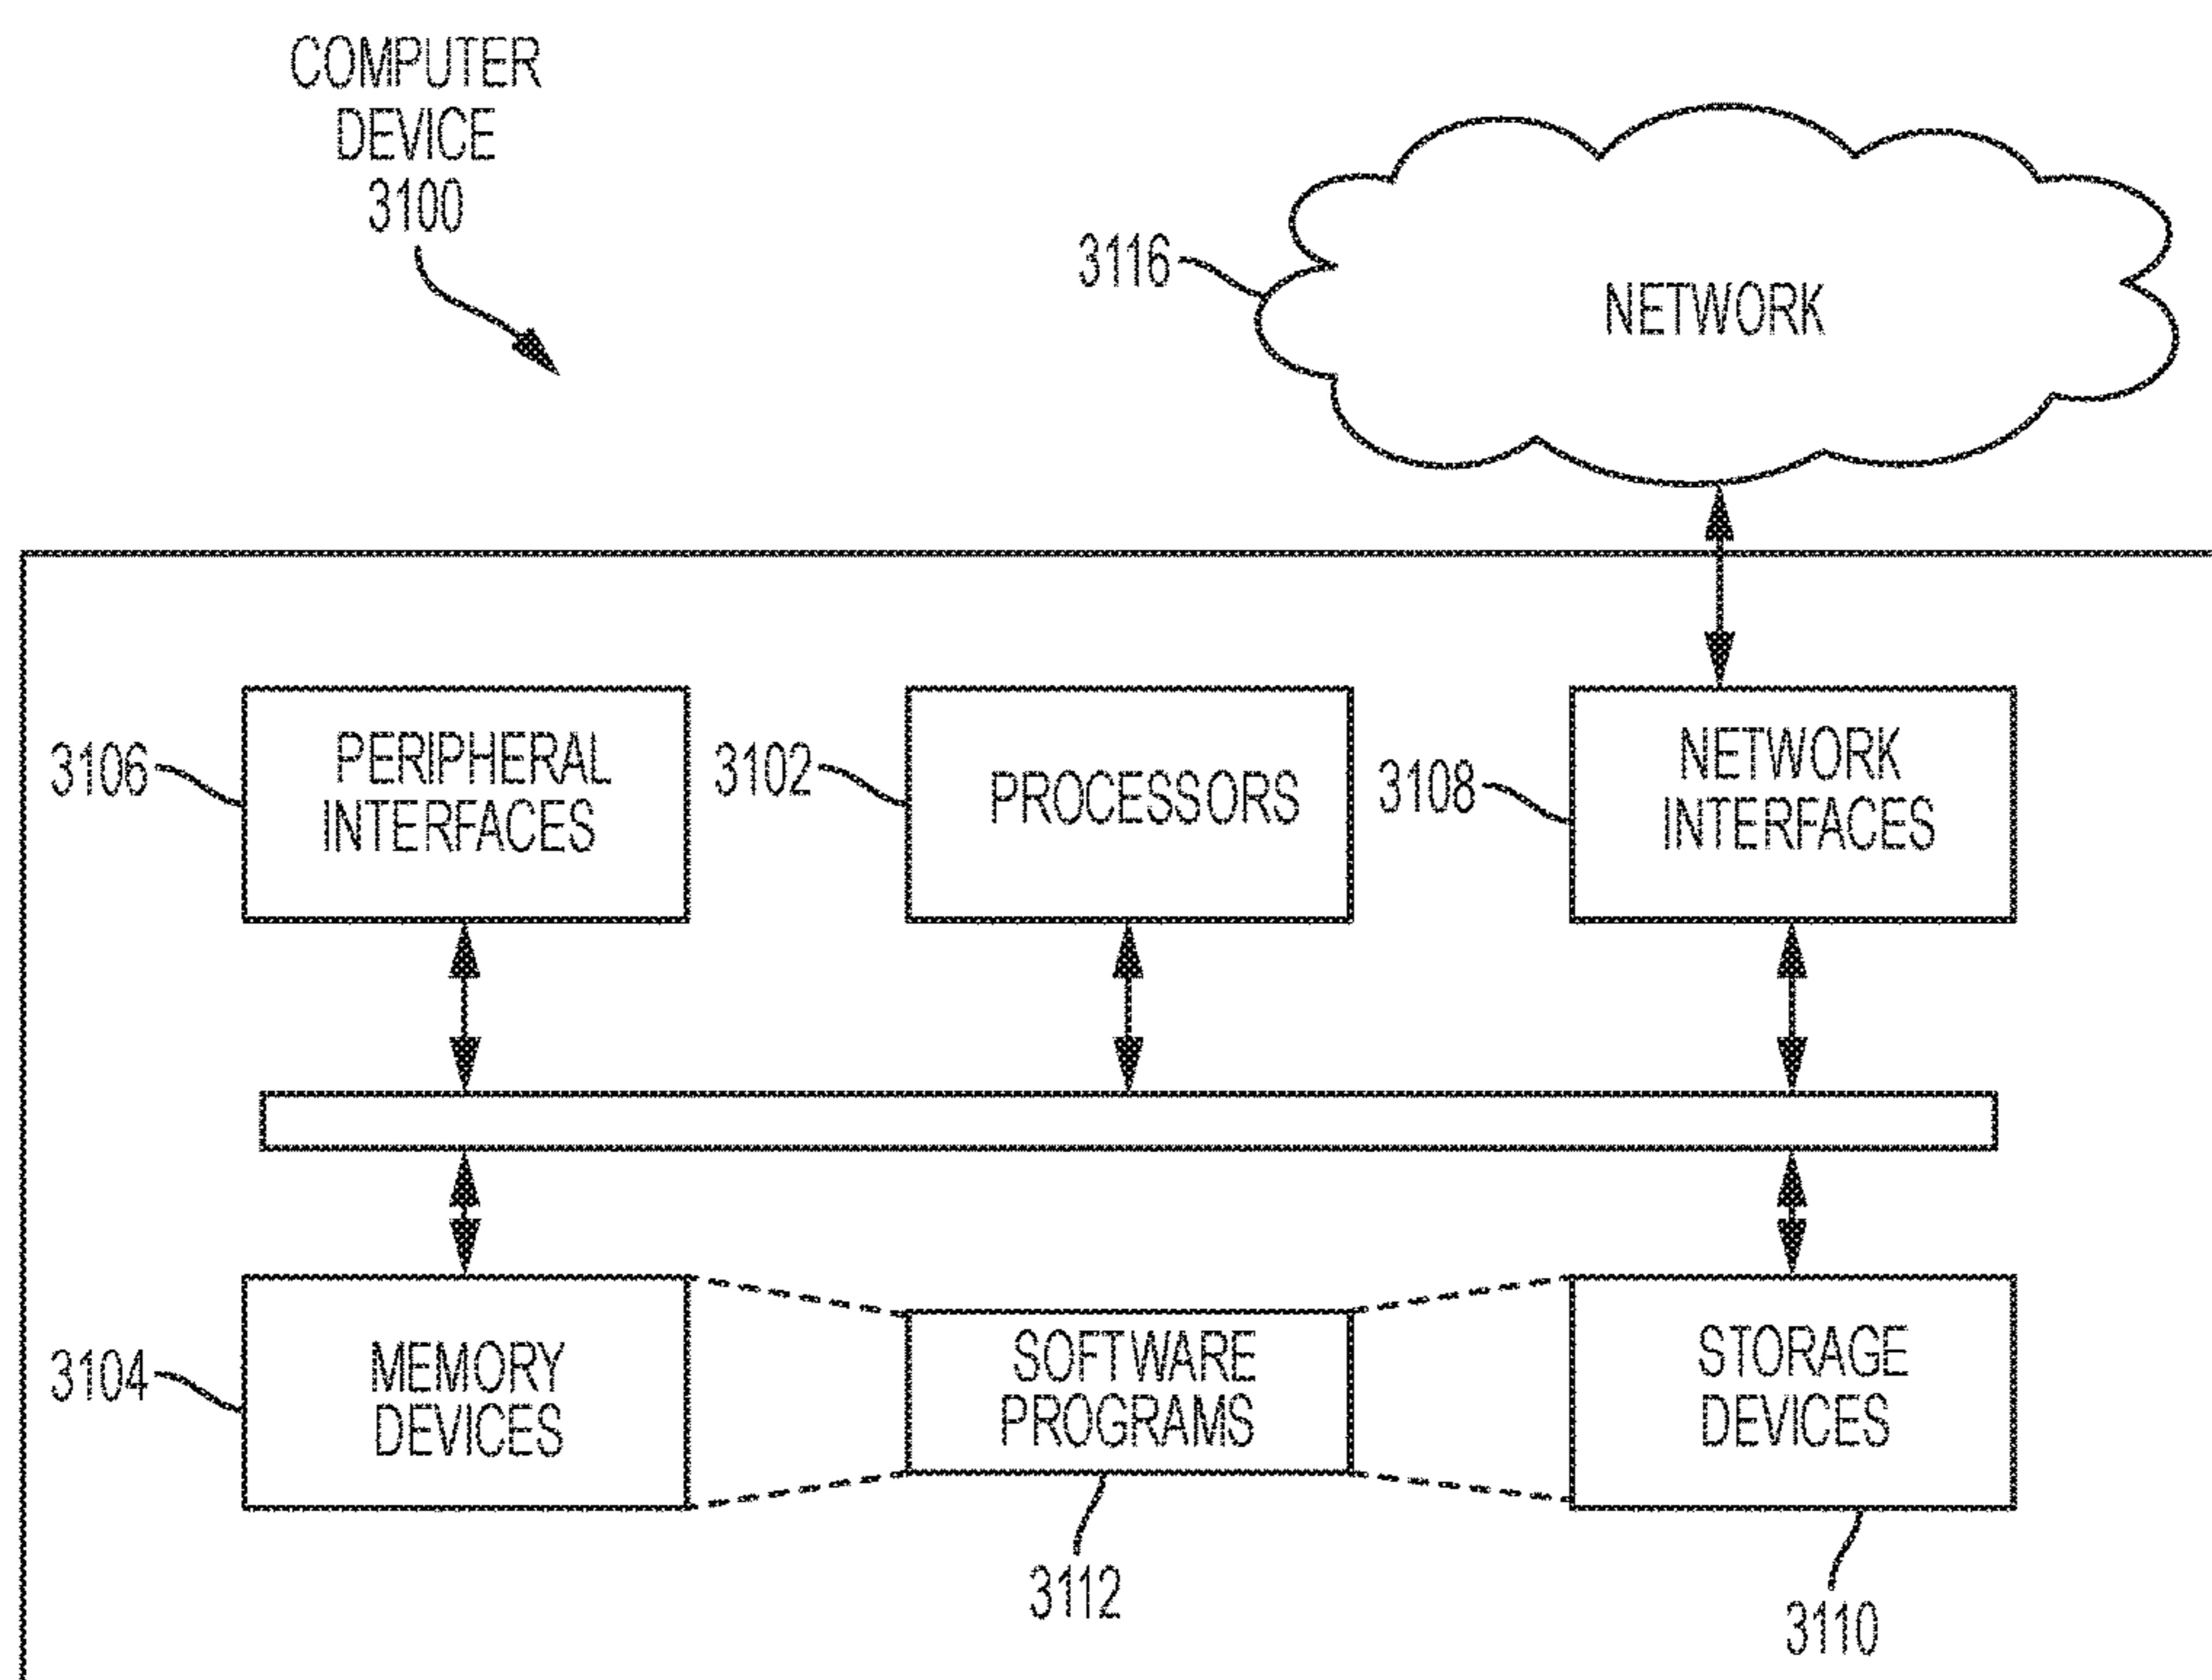 COMPUTER
DEVICE
3100
3116
NETWORK
3106
PERIPHERAL
INTERFACES
3102
PROCESSORS
3108
NETWORK
INTERFACES
3104
MEMORY
DEVICES
SOFTWARE
PROGRAMS
STORAGE
DEVICES
3112
3110